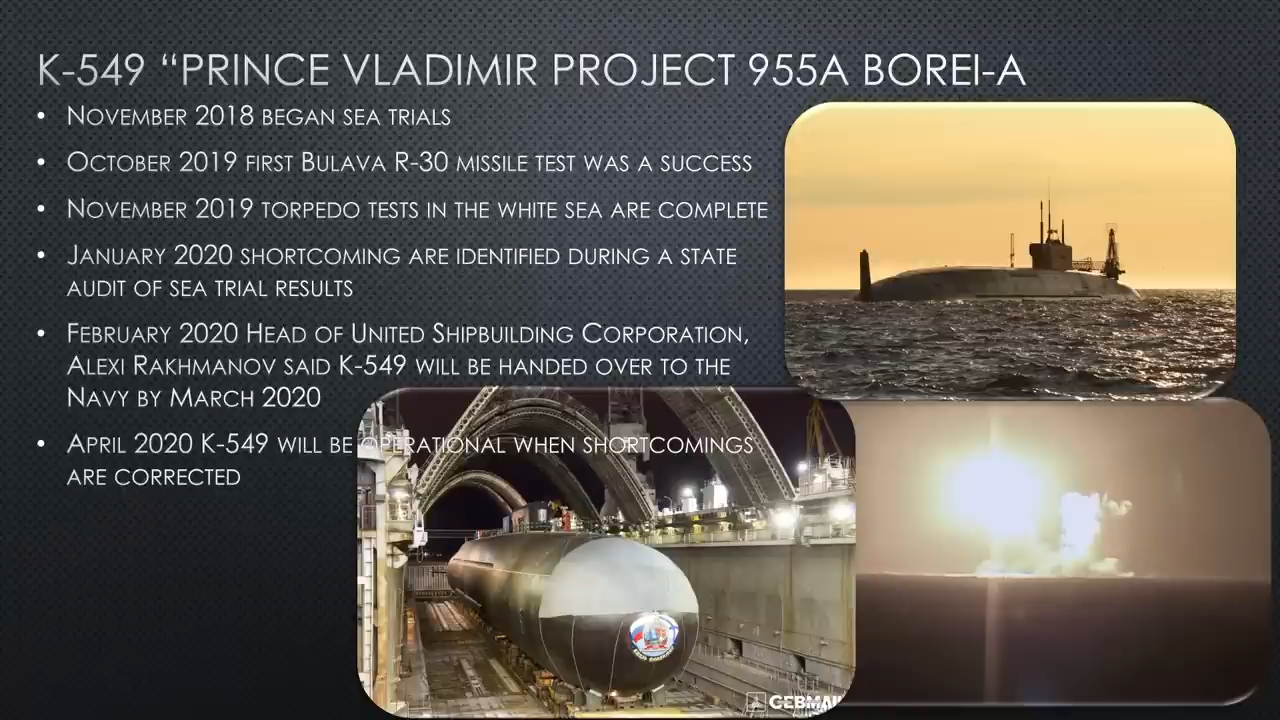 K-549 “PRINCE VLADIMIR PROJECT 955A BOREI-A
• NOVEMBER 2018 BEGAN SEA TRIALS
• OCTOBER 2019 FIRST BULAVA R-30 MISSILE TEST WAS A SUCCESS
• NOVEMBER 2019 TORPEDO TESTS IN THE WHITE SEA ARE COMPLETE
• JANUARY 2020 SHORTCOMING ARE IDENTIFIED DURING A STATE
AUDIT OF SEA TRIAL RESULTS
• FEBRUARY 2020 HEAD OF UNITED SHIPBUILDING CORPORATION,
ALEXI RAKHMANOV SAID K-549 WILL BE HANDED OVER TO THE
NAVY BY MARCH 2020
• APRIL 2020 K-549 WILL BE OPERATIONAL WHEN SHORTCOMINGS
ARE CORRECTED